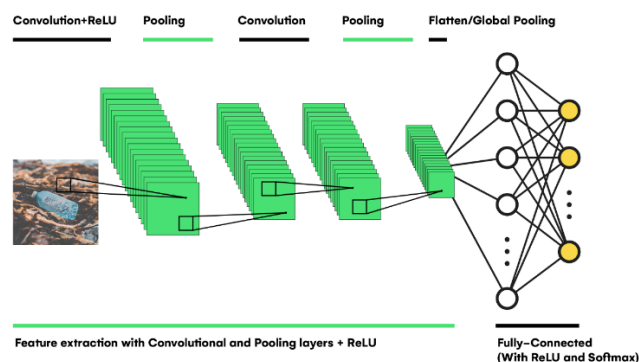 Convolution+ReLU
Pooling
Convolution
Pooling
Flatten/Global Pooling
Feature extraction with Convolutional and Pooling layers + ReLU
Fully-Connected
(With ReLU and Softmax)